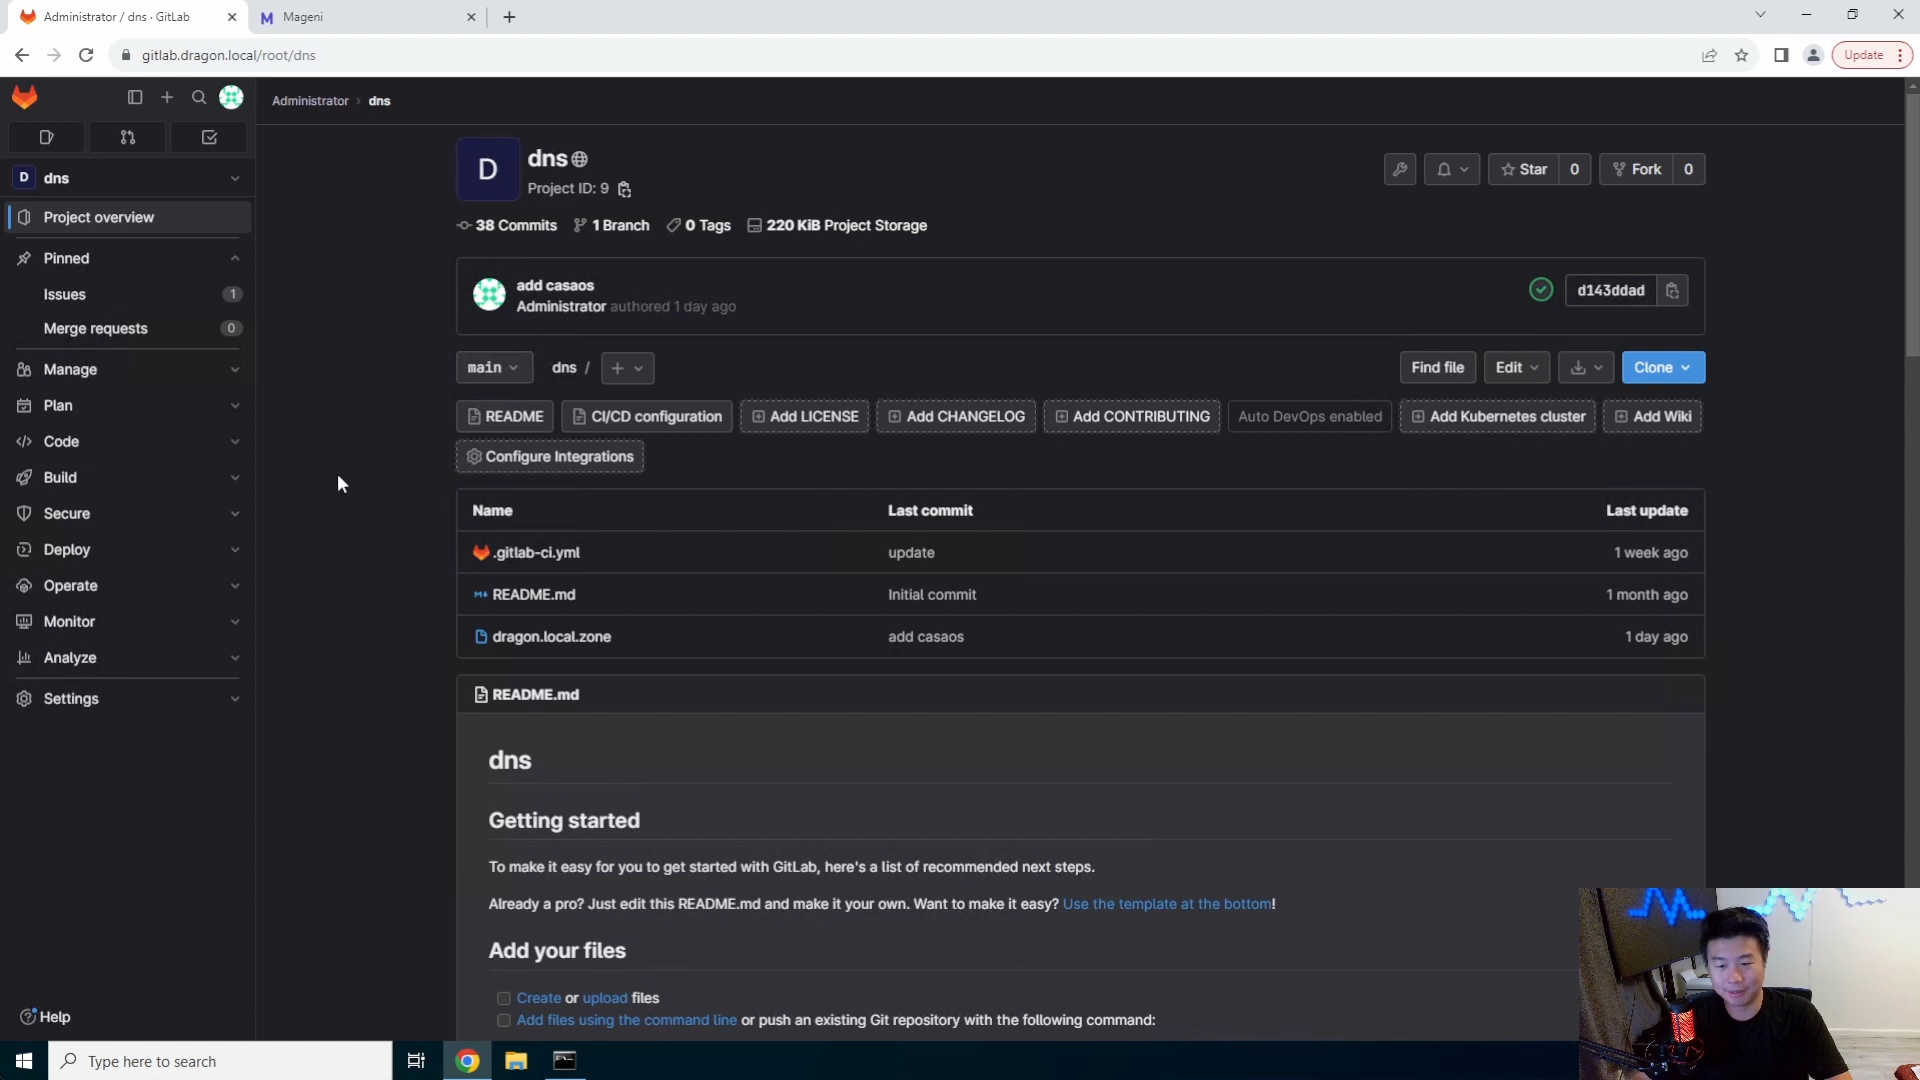 Administrator / dns · GitLab
Mageni
gitlab.dragon.local/root/dns
Update
Administrator › dns
D dns
Project overview
Pinned
Issues 1
Merge requests 0
Manage
Plan
Code
Build
Secure
Deploy
Operate
Monitor
Analyze
Settings
Help
D
dns
Project ID: 9
Star 0
Fork 0
38 Commits 1 Branch 0 Tags 220 KiB Project Storage
add casaos
Administrator authored 1 day ago
d143ddad
main
dns /
Find file
Edit
Clone
README
CI/CD configuration
Add LICENSE
Add CHANGELOG
Add CONTRIBUTING
Auto DevOps enabled
Add Kubernetes cluster
Add Wiki
Configure Integrations
Name Last commit Last update
.gitlab-ci.yml update 1 week ago
README.md Initial commit 1 month ago
dragon.local.zone add casaos 1 day ago
README.md
dns
Getting started
To make it easy for you to get started with GitLab, here's a list of recommended next steps.
Already a pro? Just edit this README.md and make it your own. Want to make it easy? Use the template at the bottom!
Add your files
Create or upload files
Add files using the command line or push an existing Git repository with the following command:
Type here to search